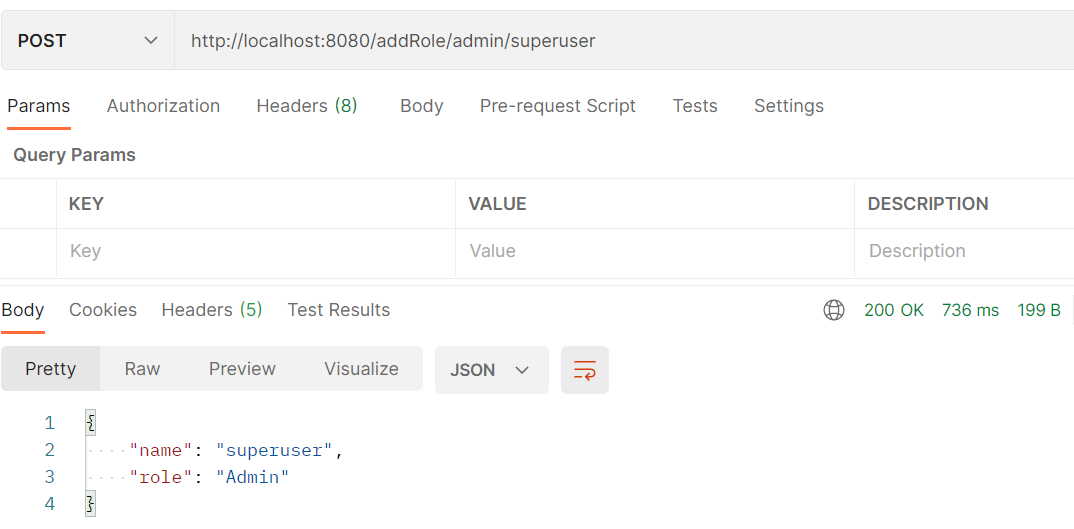 POST http://localhost:8080/addRole/admin/superuser
Params Authorization Headers (8) Body Pre-request Script Tests Settings
Query Params
KEY VALUE DESCRIPTION
Key Value Description
Body Cookies Headers (5) Test Results 200 OK 736 ms 199 B
Pretty Raw Preview Visualize JSON
1 {
2 "name": "superuser",
3 "role": "Admin"
4 }